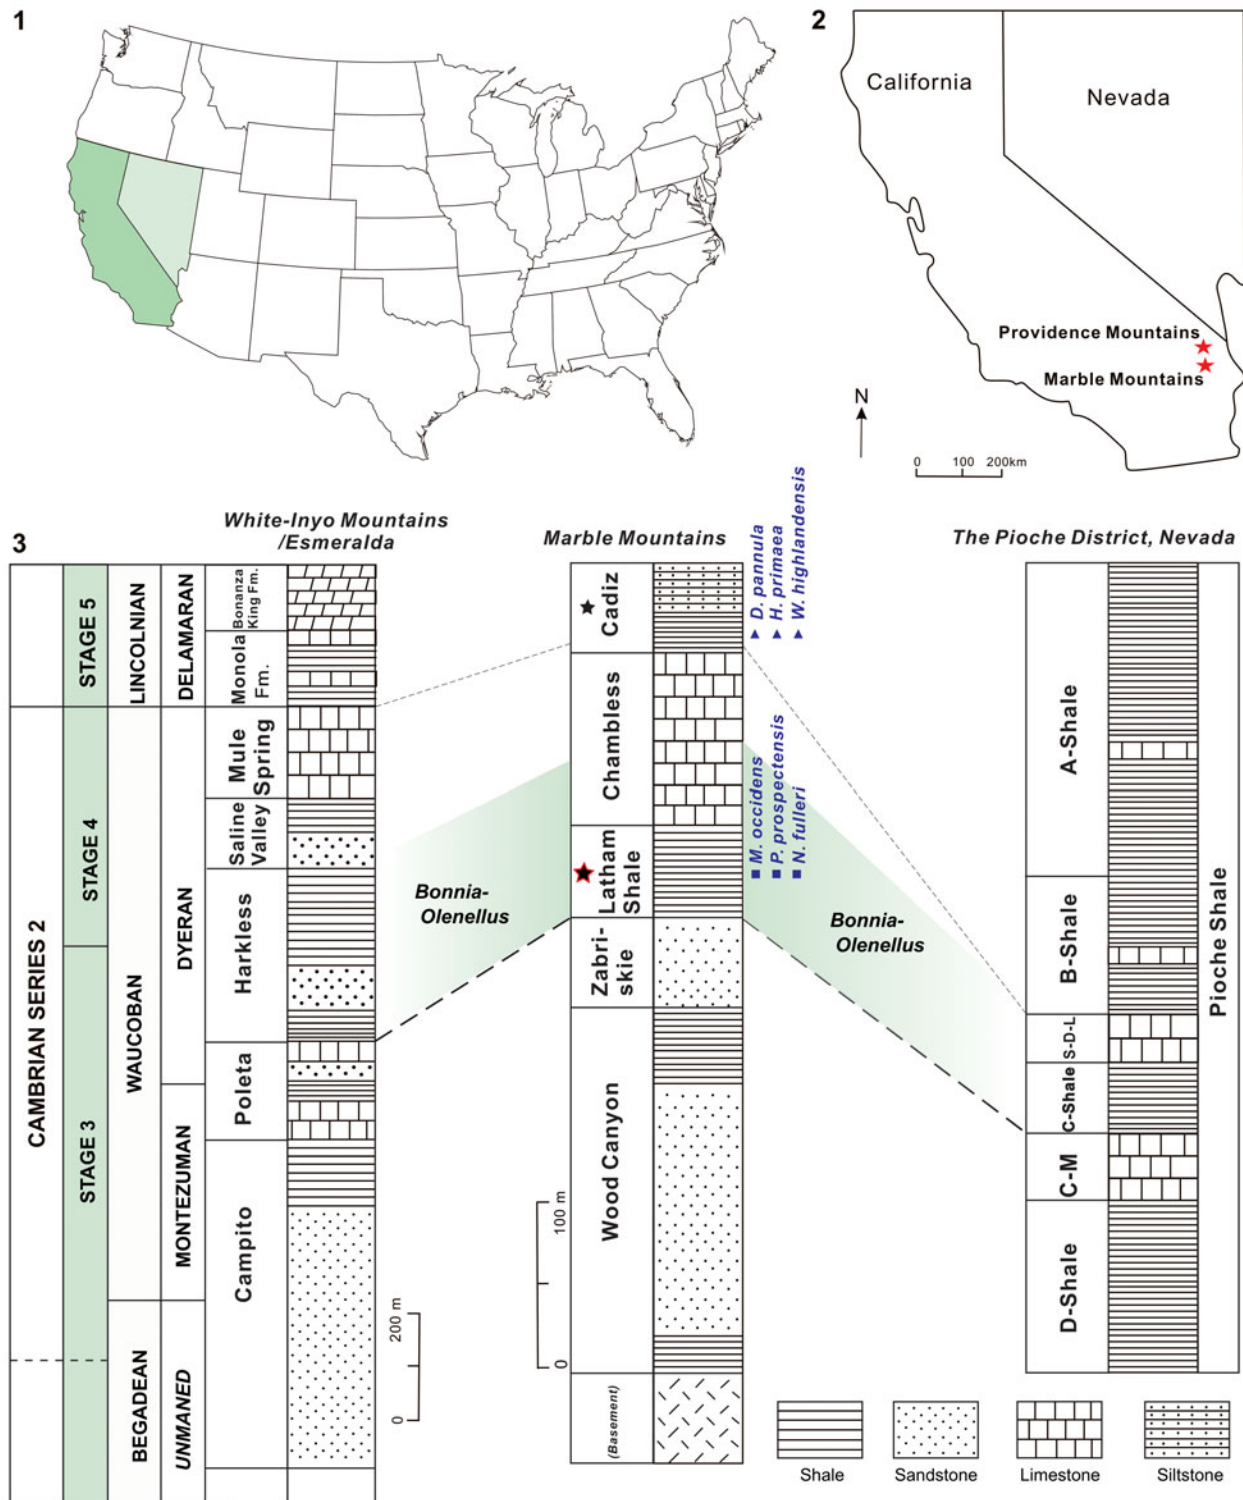 1
2
California
Nevada
Providence Mountains
Marble Mountains
N
0 100 200km
3
White-Inyo Mountains
/Esmeralda
Marble Mountains
The Pioche District, Nevada
CAMBRIAN SERIES 2
STAGE 5
STAGE 4
STAGE 3
LINCOLNIAN
WAUCOBAN
BEGADEAN
DELAMARAN
DYERAN
MONTEZUMAN
UNMANED
Bonanza
King Fm.
Monola
Fm.
Mule
Spring
Saline
Valley
Harkless
Poleta
Campito
200 m
0
Bonnia-
Olenellus
Cadiz
Chambless
Latham
Shale
Zabri-
skie
Wood Canyon
(Basement)
100 m
0
D. pannula
H. primaea
W. highlandensis
M. occidens
P. prospectensis
N. fulleri
Bonnia-
Olenellus
A-Shale
B-Shale
S-D-L
C-Shale
C-M
D-Shale
Pioche Shale
Shale
Sandstone
Limestone
Siltstone